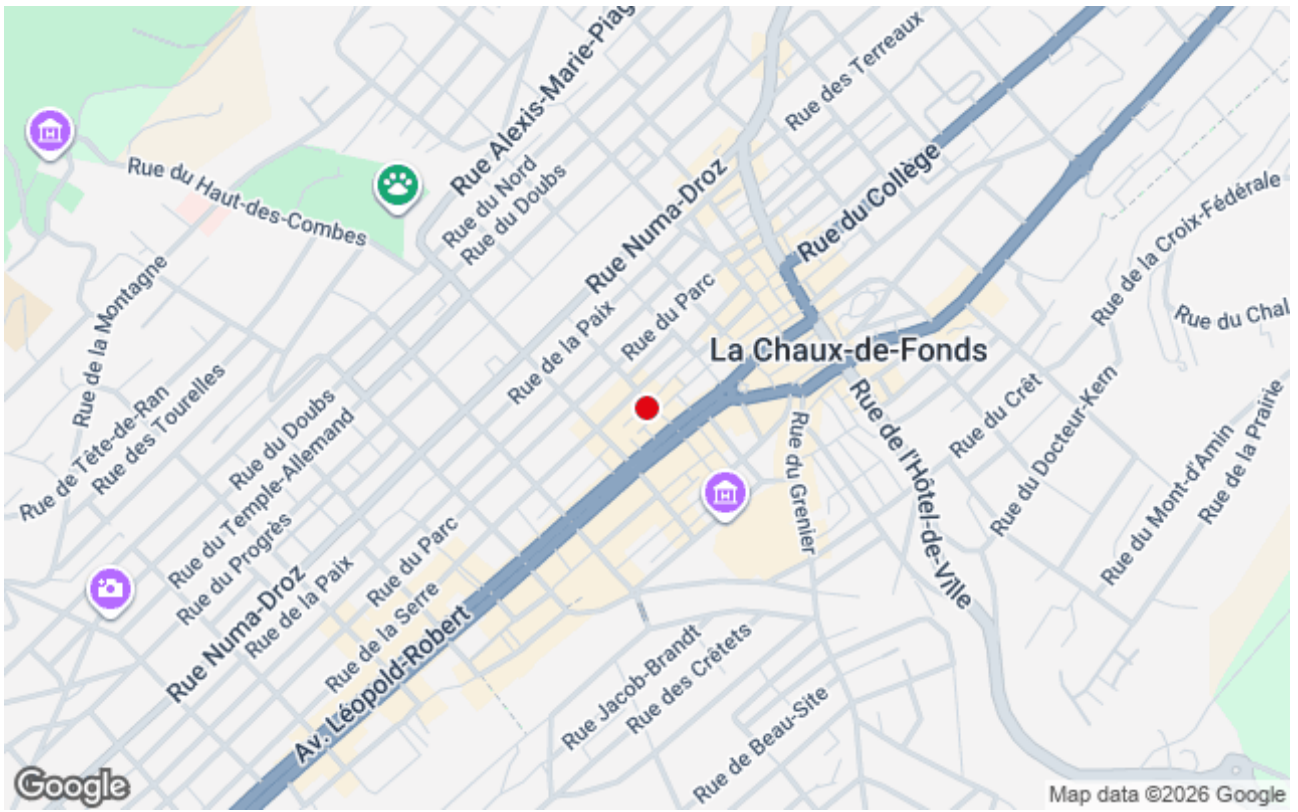 Rue Alexis-Marie-Piag
Rue des Terreaux
Rue du Haut-des-Combes
Rue du Nord
Rue du Doubs
Rue Numa-Droz
Rue du Collège
Rue de la Croix-Fédérale
Rue du Chal
Rue de la Montagne
Rue de la Paix
Rue du Parc
La Chaux-de-Fonds
Rue de Tête-de-Ran
Rue des Tourelles
Rue du Doubs
Rue du Temple-Allemand
Rue du Progrès
Rue Numa-Droz
Rue de la Paix
Rue du Parc
Rue de la Serre
Av. Léopold-Robert
Rue du Grenier
Rue de l'Hôtel-de-Ville
Rue du Crêt
Rue du Docteur-Kern
Rue du Mont-d'Amin
Rue de la Prairie
Rue Jacob-Brandt
Rue des Crêtets
Rue de Beau-Site
Google
Map data ©2026 Google